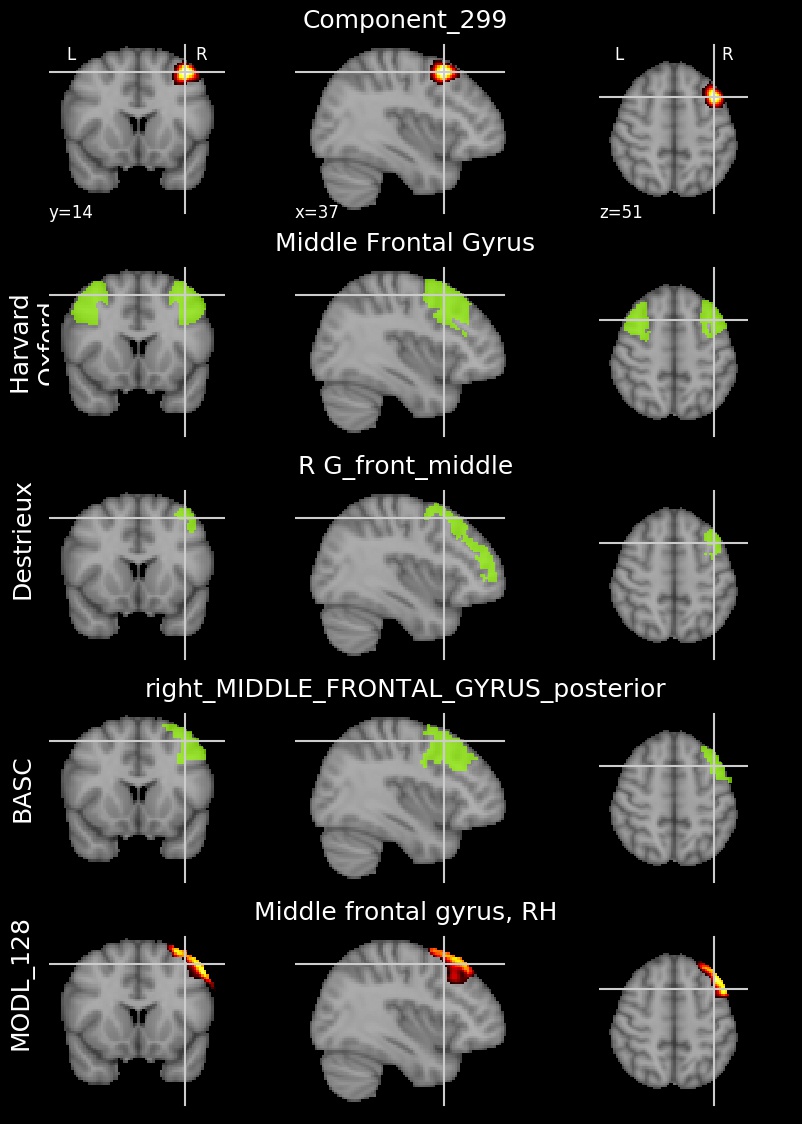 Component_299
L R L R
y=14 x=37 z=51
Middle Frontal Gyrus
Harvard
R G_front_middle
Destrieux
right_MIDDLE_FRONTAL_GYRUS_posterior
BASC
Middle frontal gyrus, RH
MODL_128